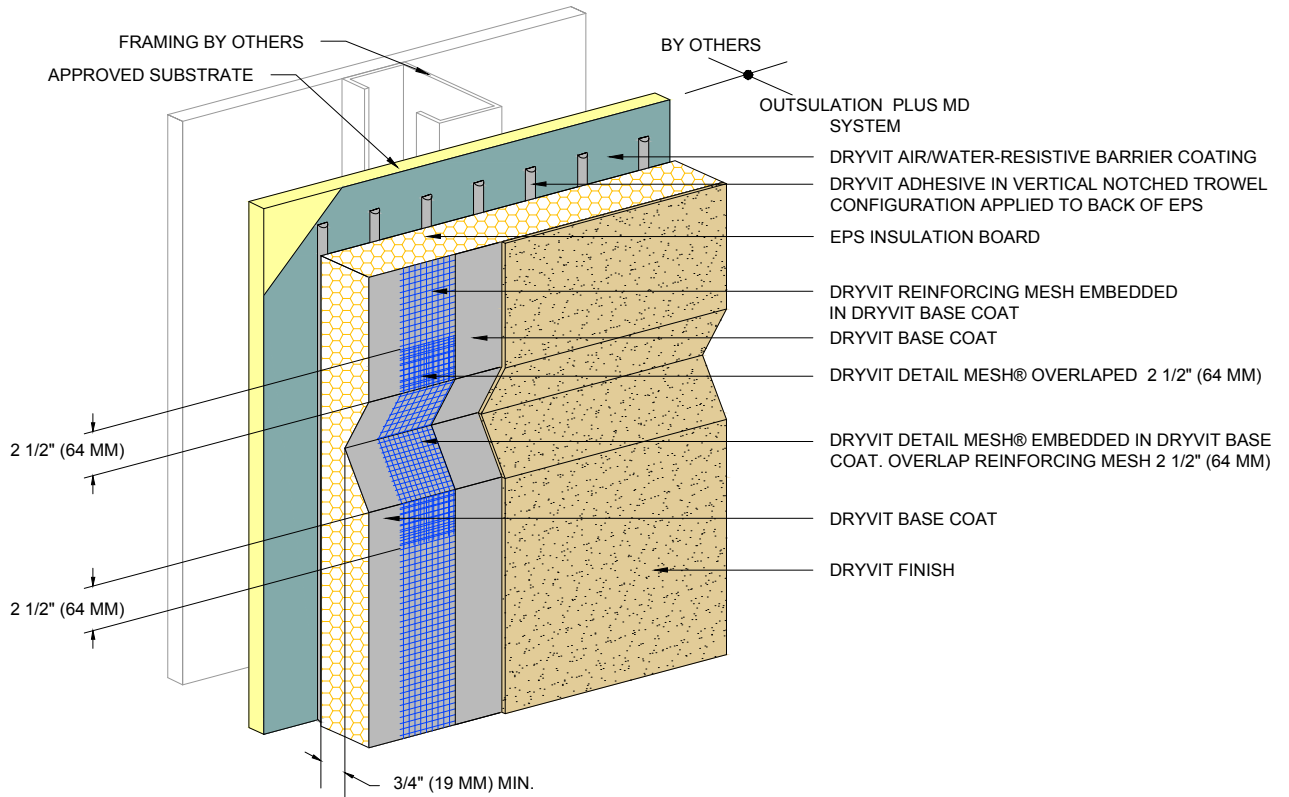 FRAMING BY OTHERS
APPROVED SUBSTRATE
BY OTHERS
OUTSULATION PLUS MD
SYSTEM
DRYVIT AIR/WATER-RESISTIVE BARRIER COATING
DRYVIT ADHESIVE IN VERTICAL NOTCHED TROWEL
CONFIGURATION APPLIED TO BACK OF EPS
EPS INSULATION BOARD
DRYVIT REINFORCING MESH EMBEDDED
IN DRYVIT BASE COAT
DRYVIT BASE COAT
DRYVIT DETAIL MESH® OVERLAPED 2 1/2" (64 MM)
2 1/2" (64 MM)
DRYVIT DETAIL MESH® EMBEDDED IN DRYVIT BASE
COAT. OVERLAP REINFORCING MESH 2 1/2" (64 MM)
DRYVIT BASE COAT
DRYVIT FINISH
2 1/2" (64 MM)
3/4" (19 MM) MIN.